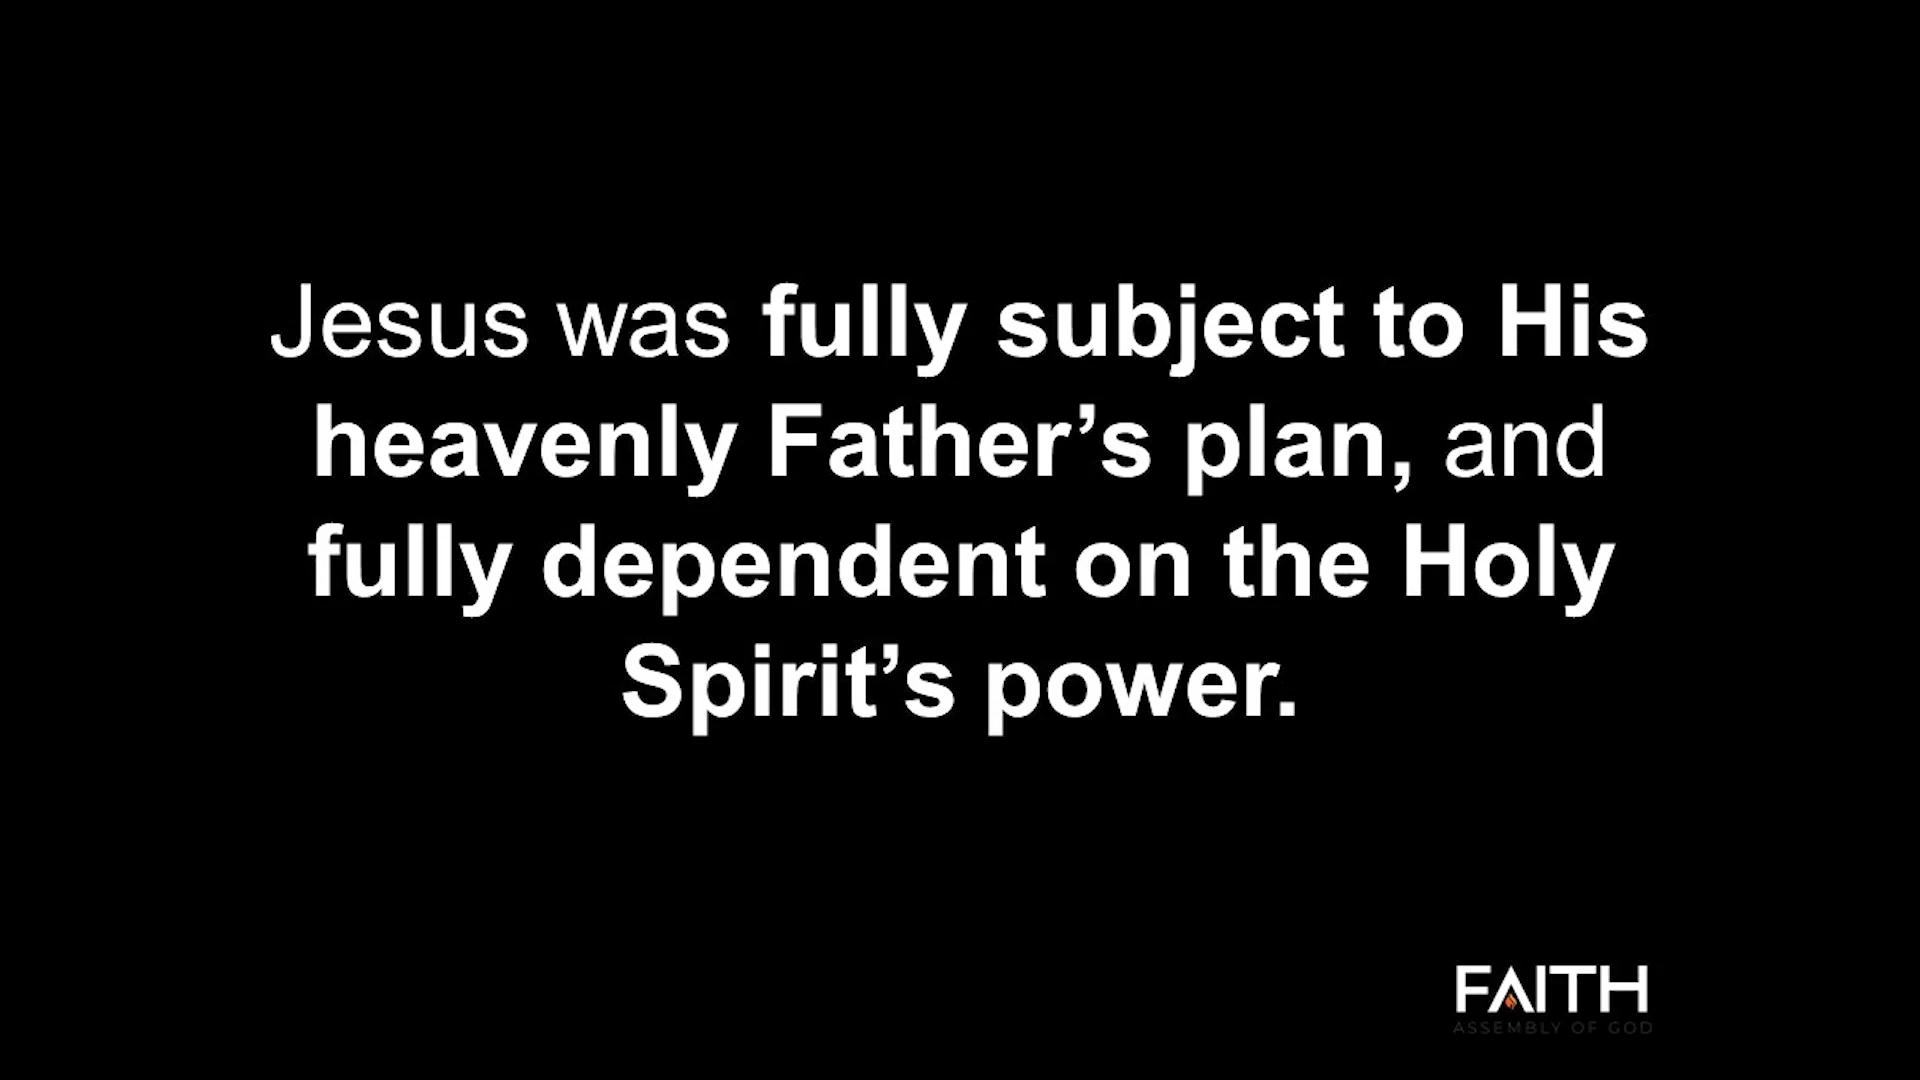 Jesus was fully subject to His
heavenly Father’s plan, and
fully dependent on the Holy
Spirit’s power.
FAITH
ASSEMBLY OF GOD